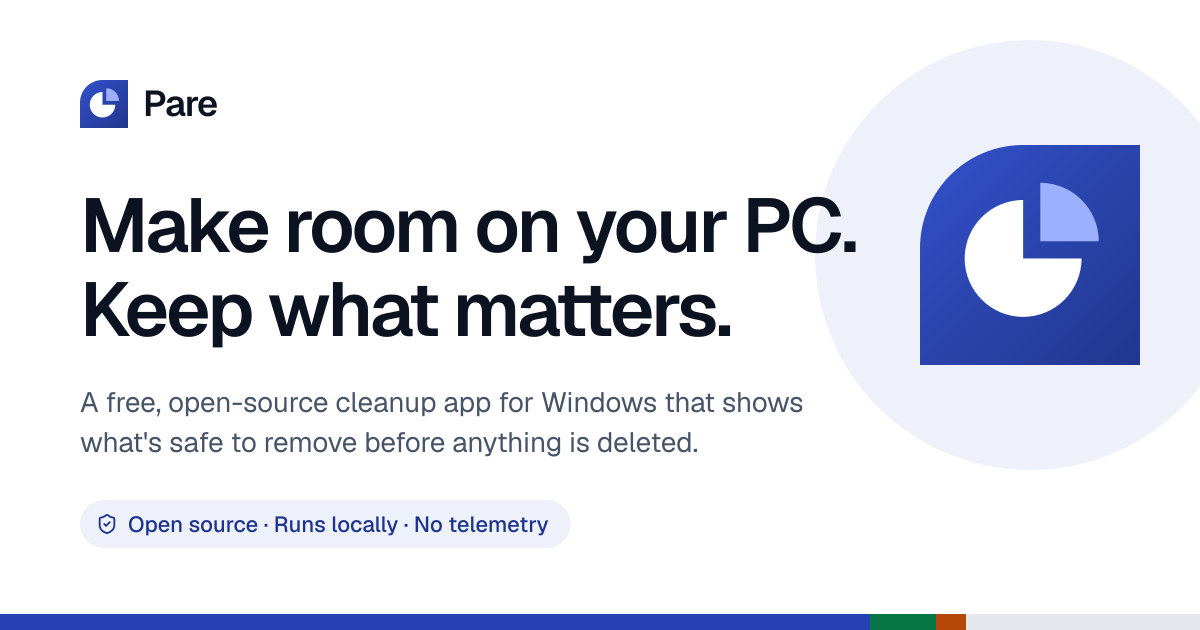 Pare
Make room on your PC.
Keep what matters.
A free, open-source cleanup app for Windows that shows
what's safe to remove before anything is deleted.
Open source · Runs locally · No telemetry